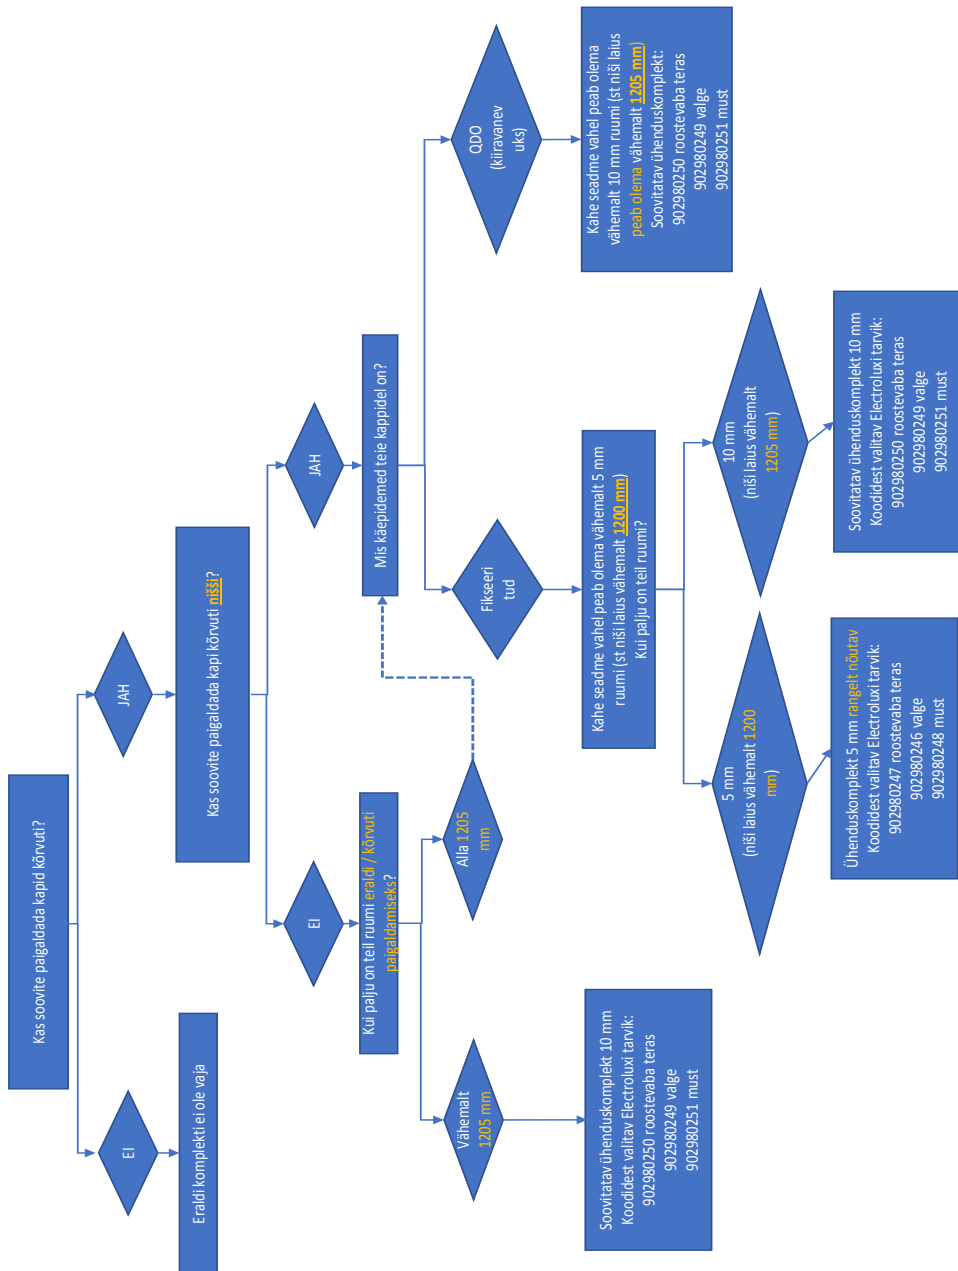 Kas soovite paigaldada kapid kõrvuti?
EI
JAH
Eraldi komplekti ei ole vaja
Kas soovite paigaldada kapi kõrvuti nišši?
EI
JAH
Kui palju on teil ruumi eraldi / kõrvuti
paigaldamiseks?
Mis käepidemed teie kappidel on?
Vähemalt
1205 mm
Alla 1205
mm
Fikseeri
tud
QDO
(kiiravanev
uks)
Soovitatav ühenduskomplekt 10 mm
Koodidest valitav Electroluxi tarvik:
902980250 roostevaba teras
902980249 valge
902980251 must
Kahe seadme vahel peab olema vähemalt 5 mm
ruumi (st niši laius vähemalt 1200 mm)
Kui palju on teil ruumi?
Kahe seadme vahel peab olema
vähemalt 10 mm ruumi (st niši laius
peab olema vähemalt 1205 mm)
Soovitatav ühenduskomplekt:
902980250 roostevaba teras
902980249 valge
902980251 must
5 mm
(niši laius vähemalt 1200
mm)
10 mm
(niši laius vähemalt
1205 mm)
Ühenduskomplekt 5 mm rangelt nõutav
Koodidest valitav Electroluxi tarvik:
902980247 roostevaba teras
902980246 valge
902980248 must
Soovitatav ühenduskomplekt 10 mm
Koodidest valitav Electroluxi tarvik:
902980250 roostevaba teras
902980249 valge
902980251 must